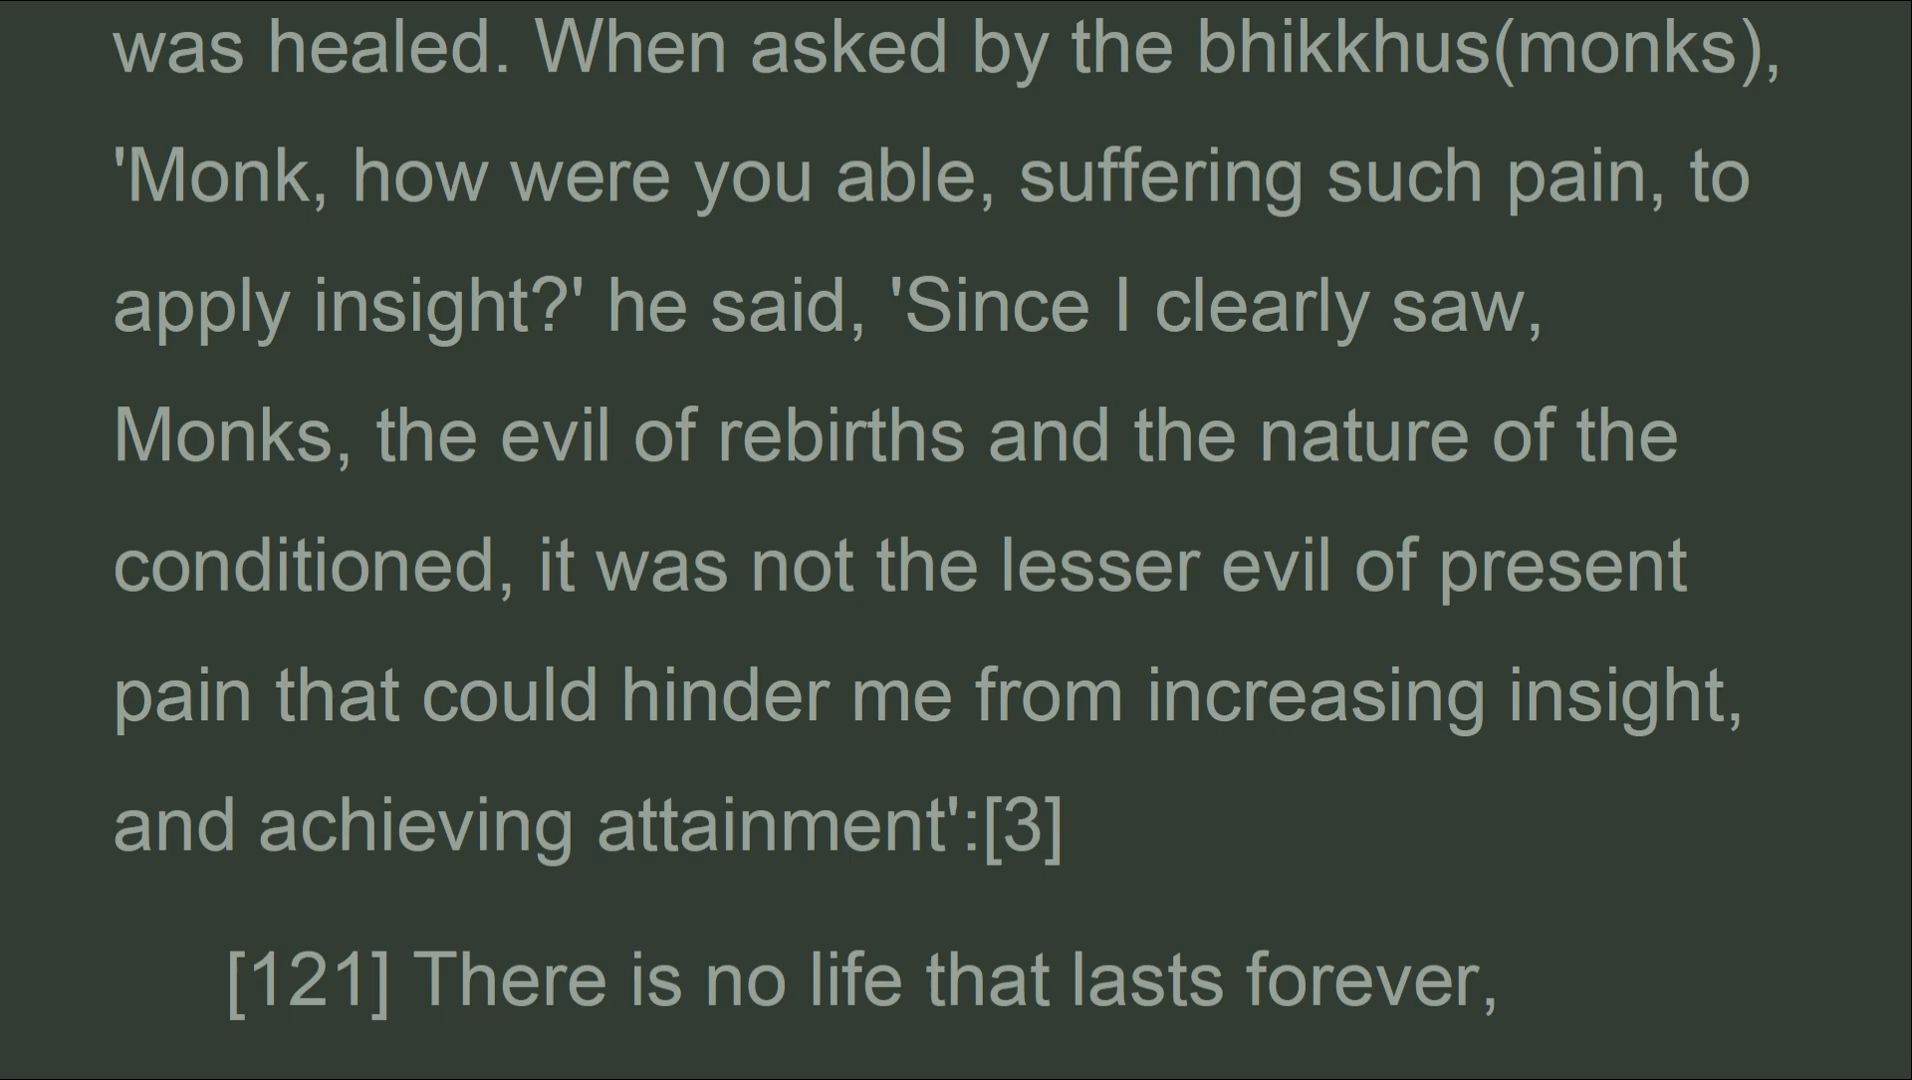 was healed. When asked by the bhikkhus(monks),
'Monk, how were you able, suffering such pain, to
apply insight?' he said, 'Since I clearly saw,
Monks, the evil of rebirths and the nature of the
conditioned, it was not the lesser evil of present
pain that could hinder me from increasing insight,
and achieving attainment':[3]
[121] There is no life that lasts forever,